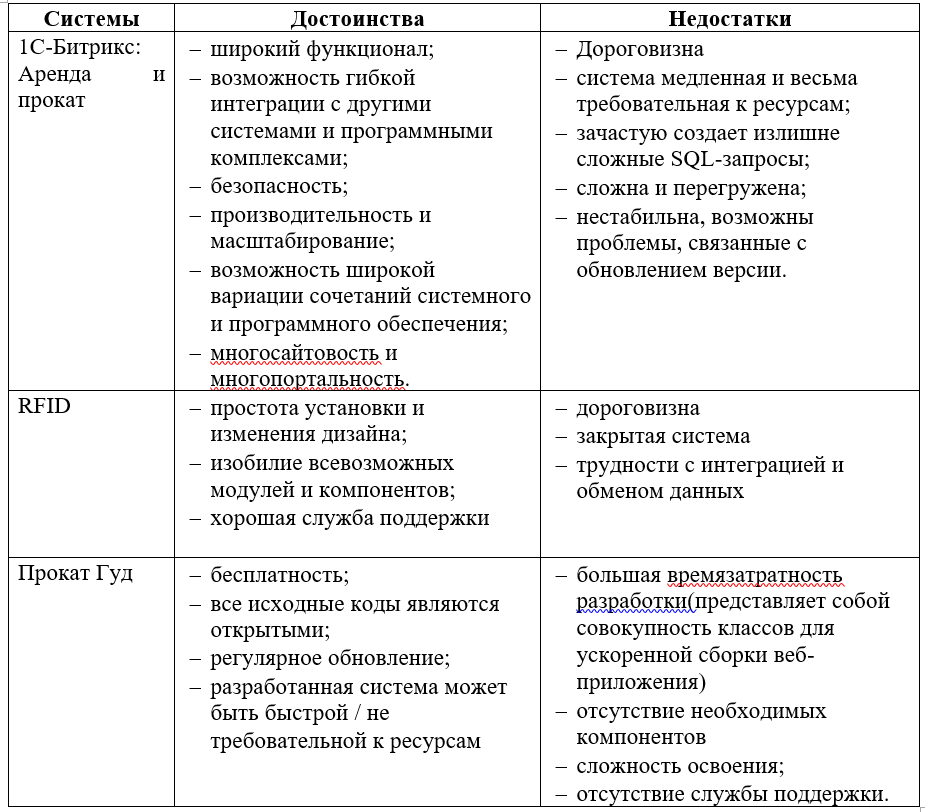 Системы
Достоинства
Недостатки
1С-Битрикс:
Аренда и
прокат
– широкий функционал;
– возможность гибкой
интеграции с другими
системами и программными
комплексами;
– безопасность;
– производительность и
масштабирование;
– возможность широкой
вариации сочетаний системного
и программного обеспечения;
– многосайтовость и
многопортальность.
– Дороговизна
– система медленная и весьма
требовательная к ресурсам;
– зачастую создает излишне
сложные SQL-запросы;
– сложна и перегружена;
– нестабильна, возможны
проблемы, связанные с
обновлением версии.
RFID
– простота установки и
изменения дизайна;
– изобилие всевозможных
модулей и компонентов;
– хорошая служба поддержки
– дороговизна
– закрытая система
– трудности с интеграцией и
обменом данных
Прокат Гуд
– бесплатность;
– все исходные коды являются
открытыми;
– регулярное обновление;
– разработанная система может
быть быстрой / не
требовательной к ресурсам
– большая времязатратность
разработки(представляет собой
совокупность классов для
ускоренной сборки веб-
приложения)
– отсутствие необходимых
компонентов
– сложность освоения;
– отсутствие службы поддержки.